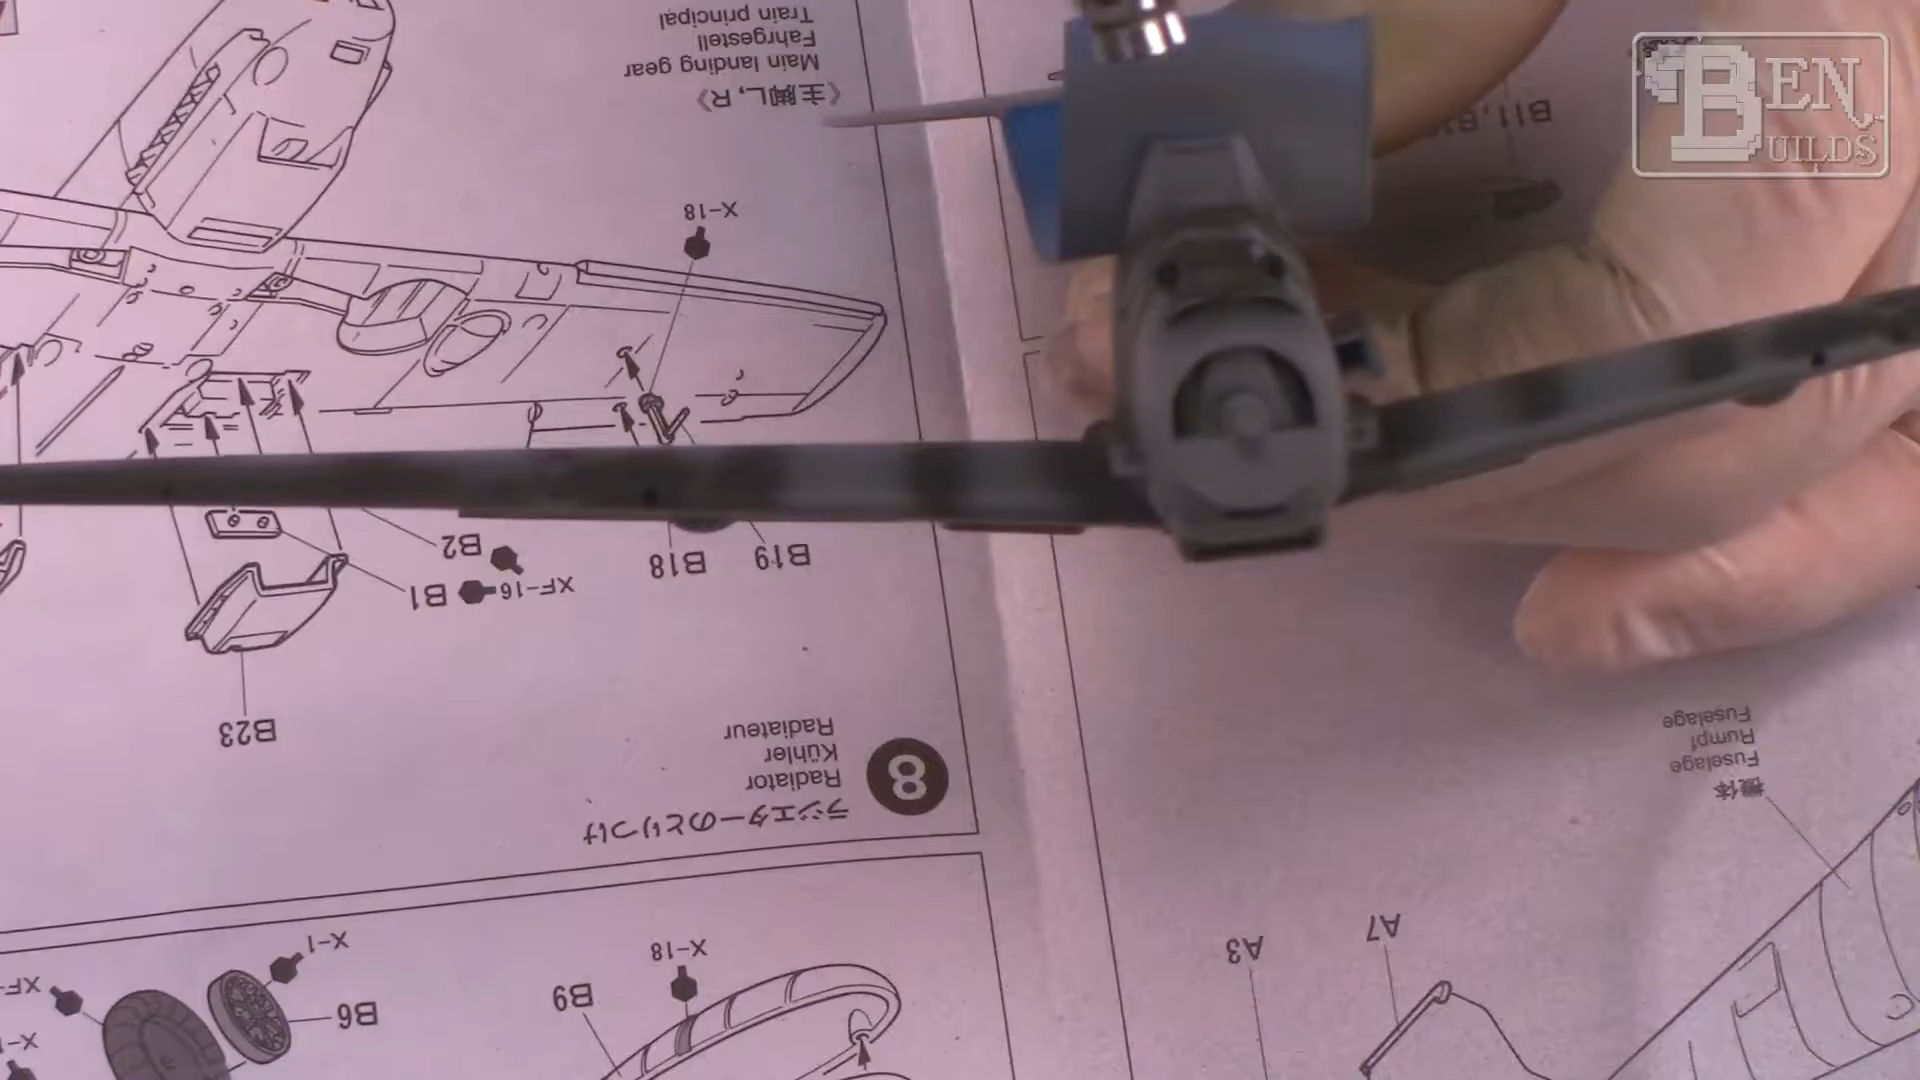 BEN
BUILDS
《主脚L, R》
Main landing gear
Fahrgestell
Train principal
X-18
B2
B1
XF-16
B18
B19
B23
8
ラジエターのとりつけ
Radiator
Kühler
Radiateur
機体
Fuselage
Rumpf
Fuselage
A3
A7
X-1
XF-
B6
B9
X-18